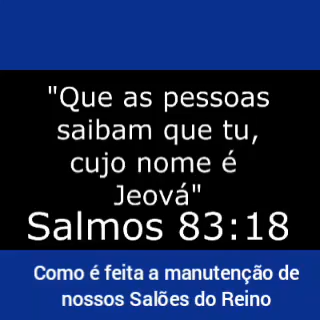 "Que as pessoas
saibam que tu,
cujo nome é
Jeová"
Salmos 83:18
Como é feita a manutenção de
nossos Salões do Reino